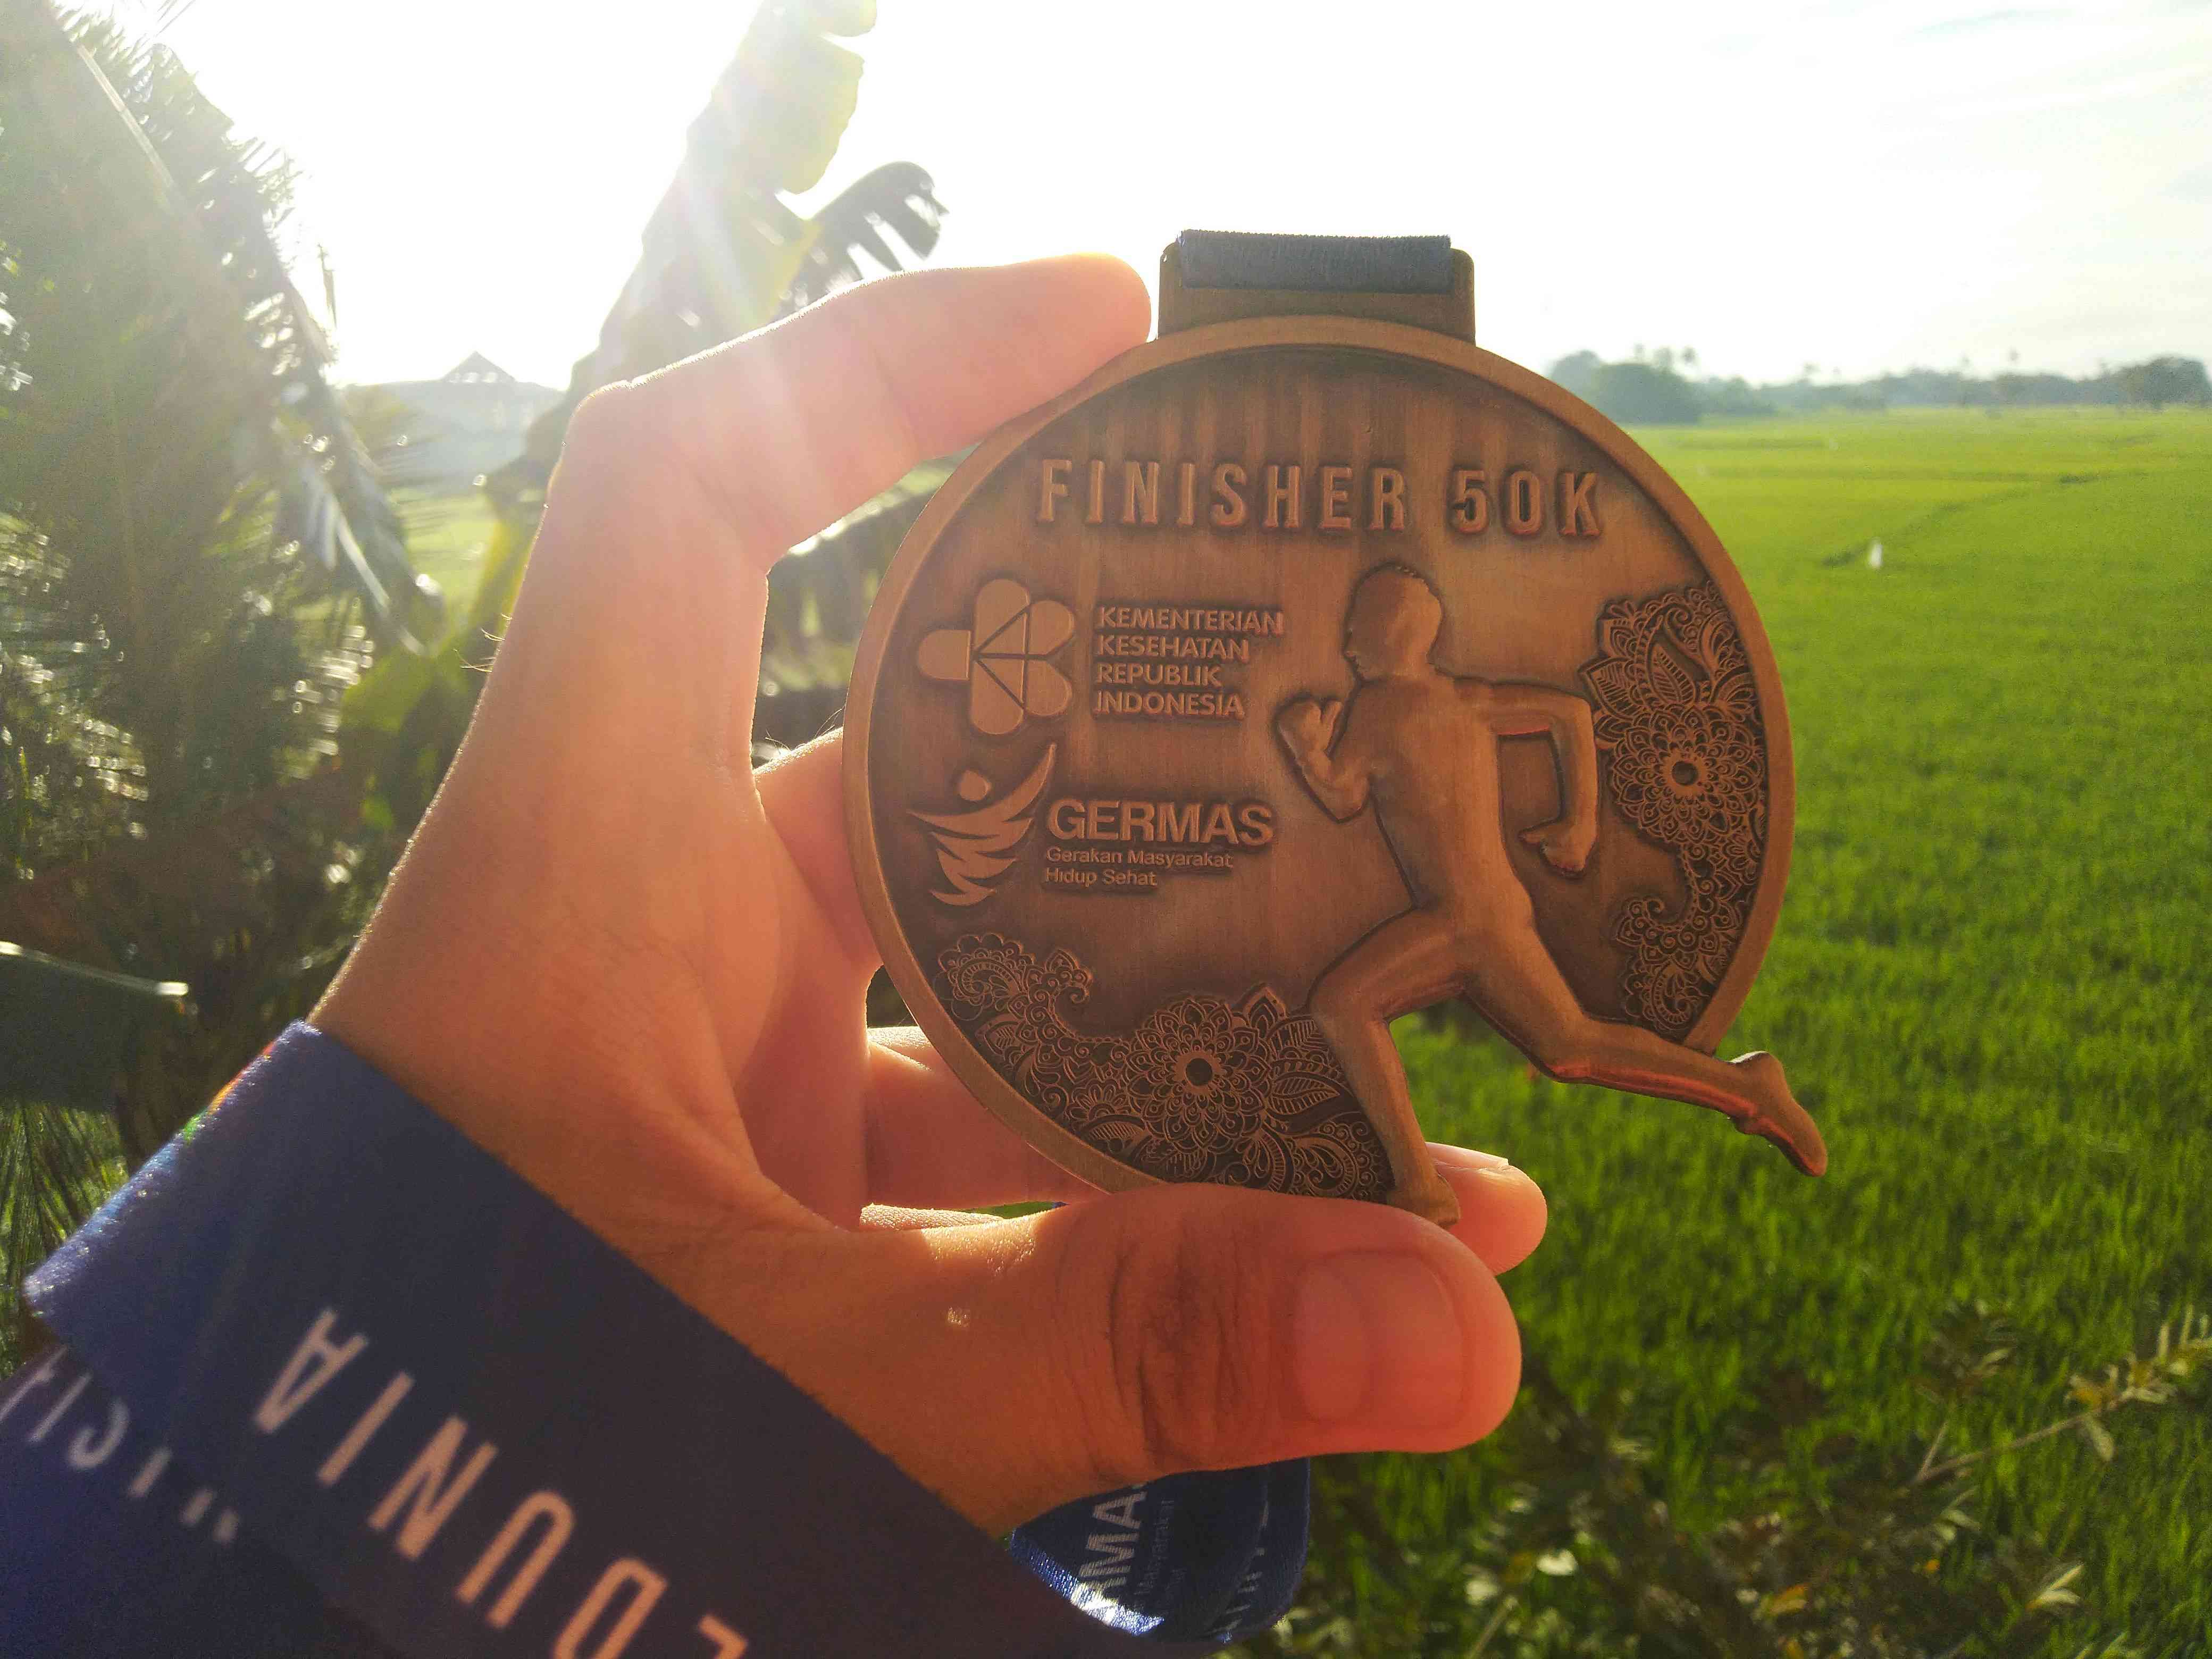 FINISHER 50K
KEMENTERIAN
KESEHATAN
REPUBLIK
INDONESIA
GERMAS
Gerakan Masyarakat
Hidup Sehat
DUNIA